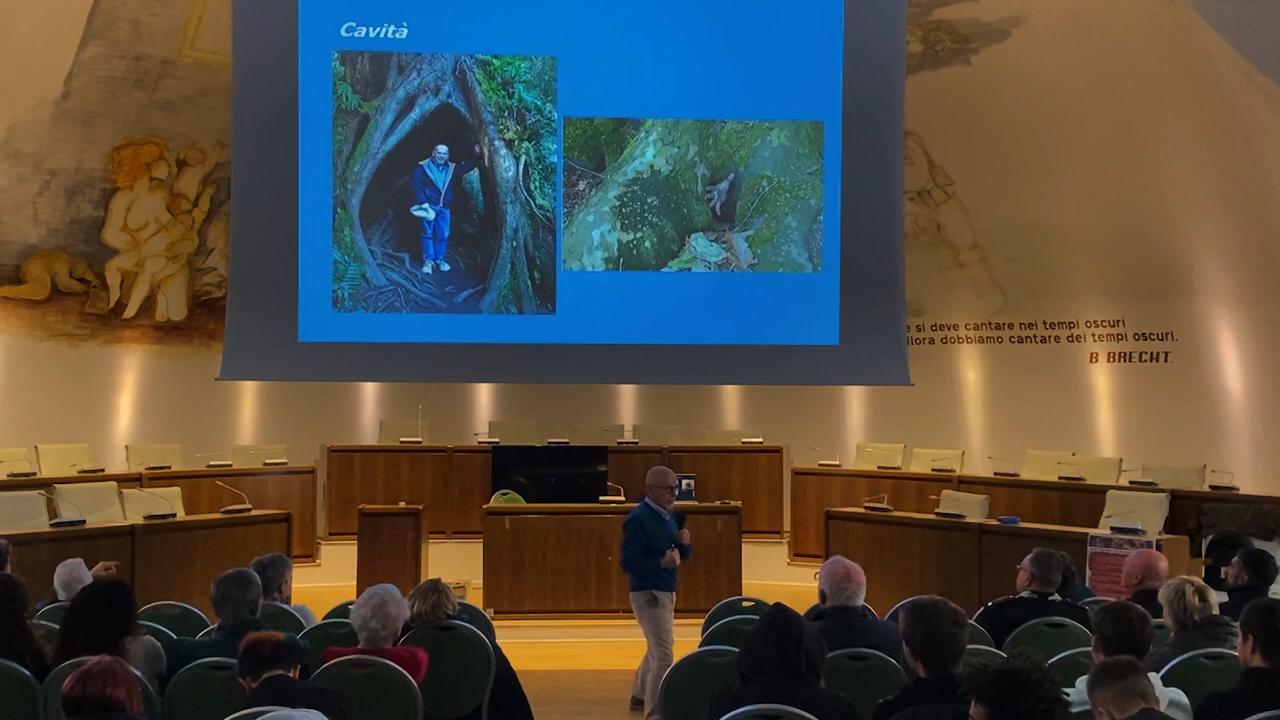 Cavità
e si deve cantare nei tempi oscuri
llora dobbiamo cantare dei tempi oscuri.
B. BRECHT.